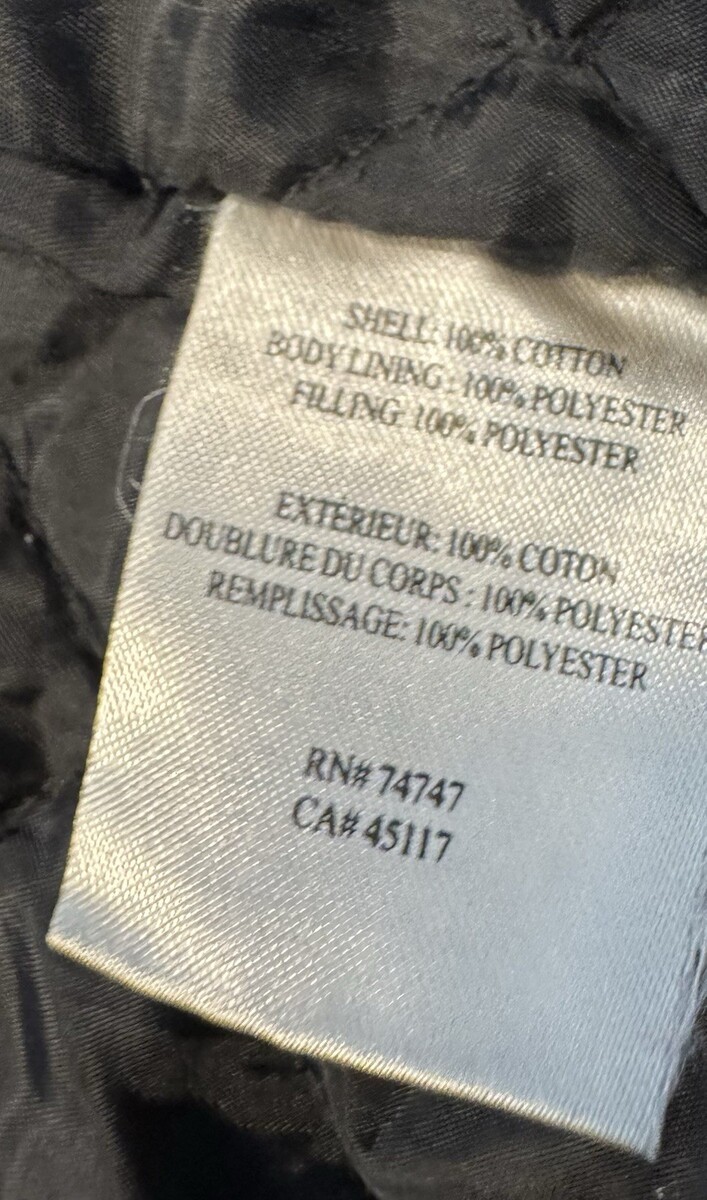 SHELL: 100% COTTON
BODY LINING : 100% POLYESTER
FILLING: 100% POLYESTER
EXTERIEUR: 100% COTON
DOUBLURE DU CORPS : 100% POLYESTER
REMPLISSAGE: 100% POLYESTER
RN# 74747
CA# 45117